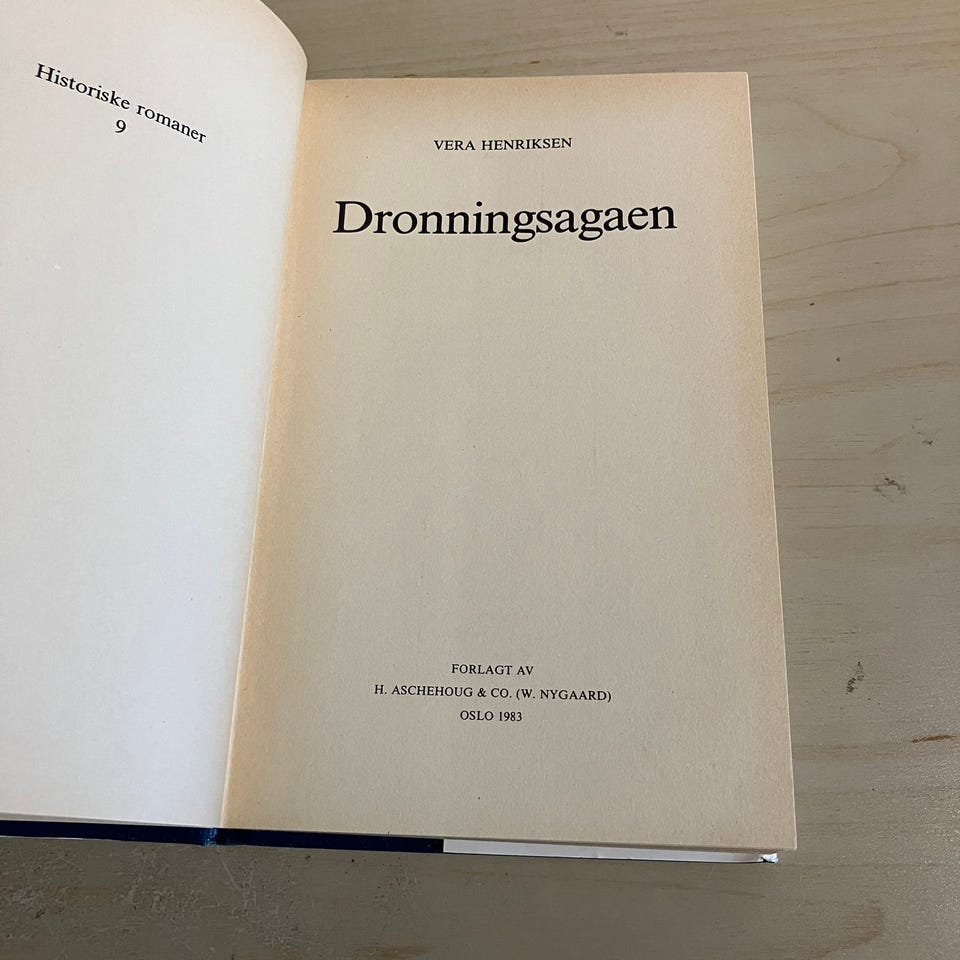 Historiske romaner
9
VERA HENRIKSEN
Dronningsagaen
FORLAGT AV
H. ASCHEHOUG & CO. (W. NYGAARD)
OSLO 1983